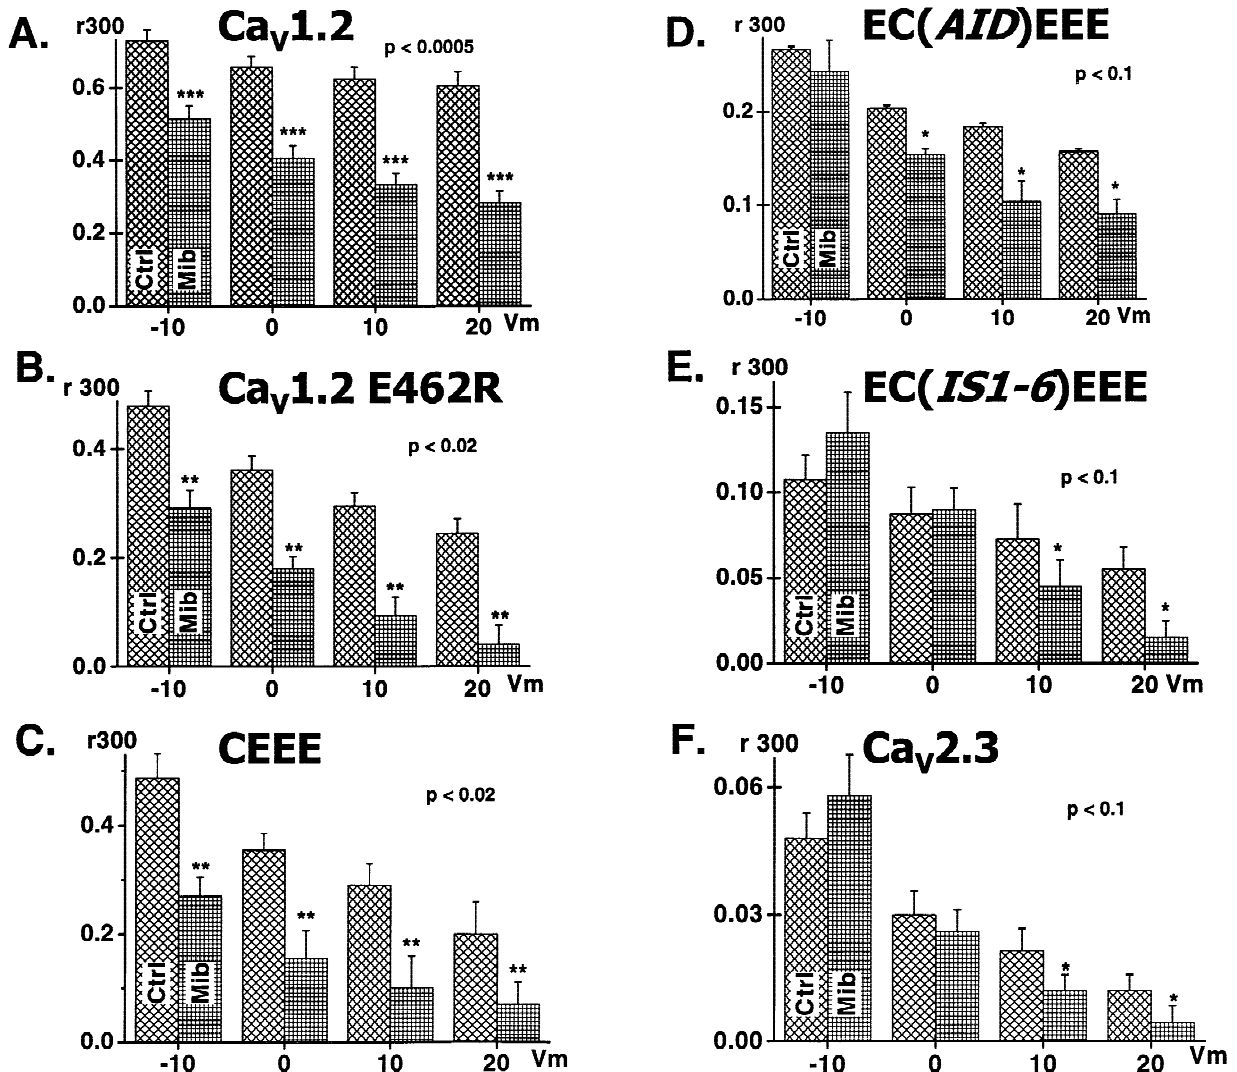 A.
r300
CaV1.2
p < 0.0005
0.6
0.4
0.2
0.0
***
***
***
***
Ctrl
Mib
-10
0
10
20
Vm
B.
r 300
CaV1.2 E462R
p < 0.02
0.4
0.2
0.0
**
**
**
**
Ctrl
Mib
-10
0
10
20
Vm
C.
r300
CEEE
p < 0.02
0.4
0.2
0.0
**
**
**
**
Ctrl
Mib
-10
0
10
20
Vm
D.
r 300
EC(AID)EEE
p < 0.1
0.2
0.1
0.0
*
*
*
Ctrl
Mib
-10
0
10
20
Vm
E.
r 300
EC(IS1-6)EEE
p < 0.1
0.15
0.10
0.05
0.00
*
*
Ctrl
Mib
-10
0
10
20
Vm
F.
r 300
CaV2.3
p < 0.1
0.06
0.03
0.00
*
*
Ctrl
Mib
-10
0
10
20
Vm